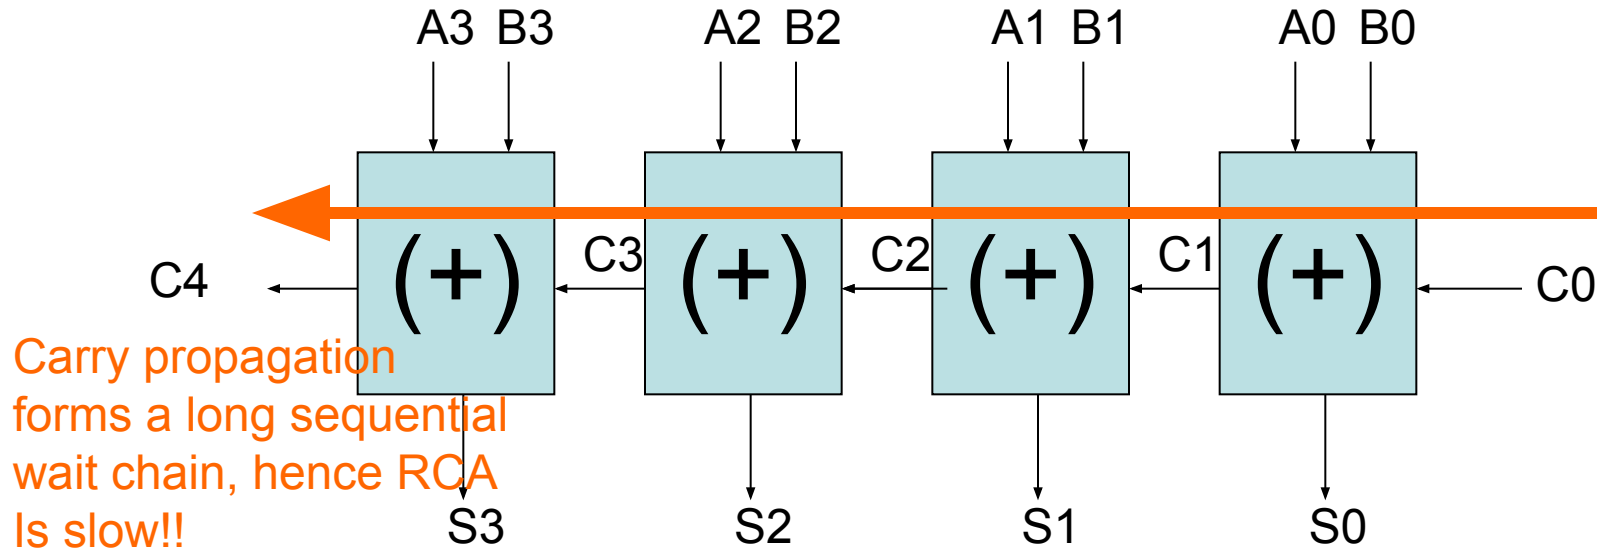 A3 B3 A2 B2 A1 B1 A0 B0
C4 (+) C3 (+) C2 (+) C1 (+) C0
Carry propagation
forms a long sequential
wait chain, hence RCA
Is slow!!
S3 S2 S1 S0